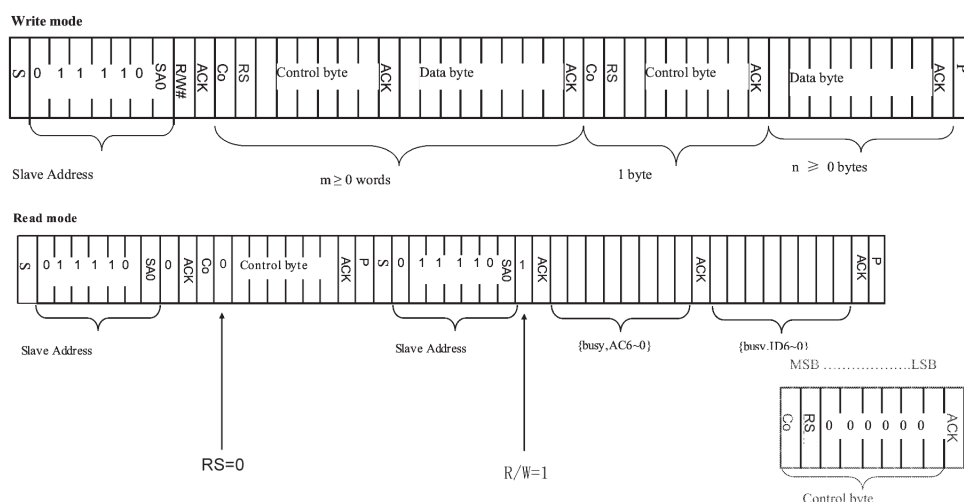 Write mode
S 0 1 1 1 1 0 SA0 R/W# ACK Co RS Control byte ACK Data byte ACK Co RS Control byte ACK Data byte ACK P
Slave Address
m ≥ 0 words
1 byte
n ≥ 0 bytes
Read mode
S 0 1 1 1 1 0 SA0 0 ACK Co 0 Control byte ACK P S 0 1 1 1 1 0 SA0 1 ACK ACK ACK P
Slave Address
Slave Address
{busy,AC6~0}
{busy,ID6~0}
MSB ...................LSB
Co RS... 0 0 0 0 0 0 ACK
RS=0
R/W=1
Control byte